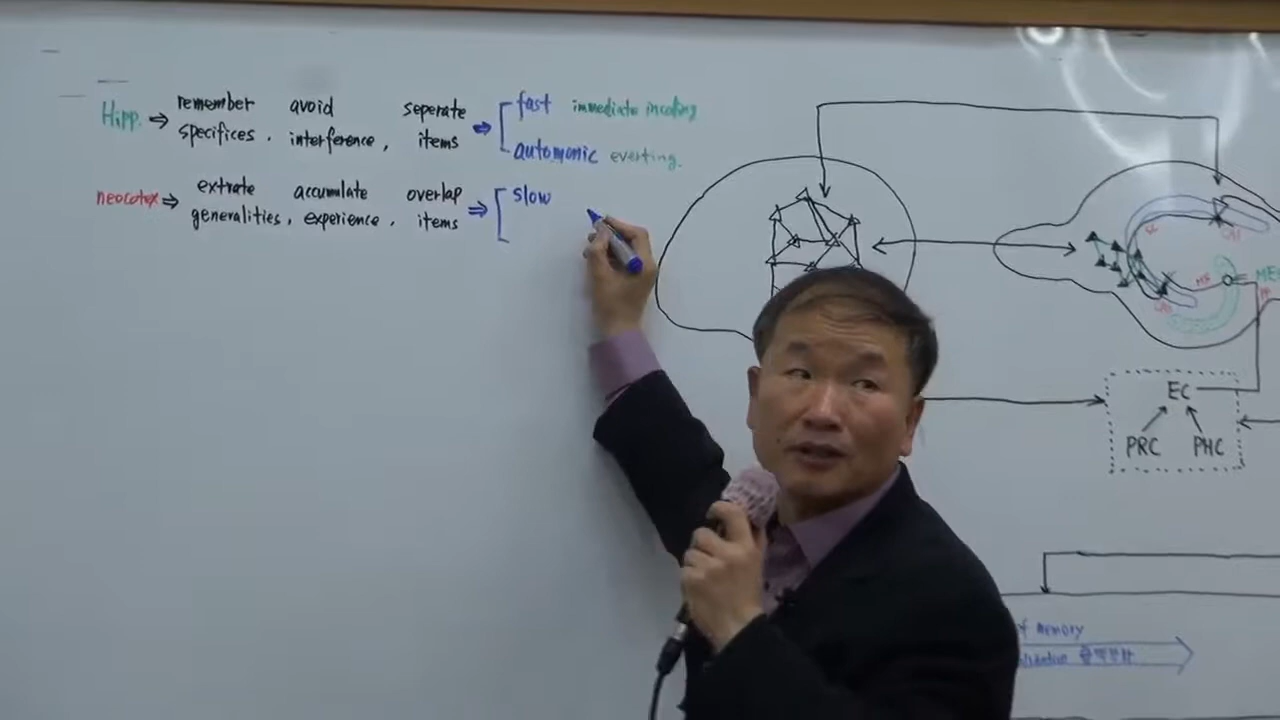 Hipp. ⇒ remember avoid seperate ⇒ fast immediate incoding
specifices, interference, items automonic everting.
neocotex ⇒ extrate accumulate overlap ⇒ slow
generalities, experience, items
EC
PRC PHC
f Memory